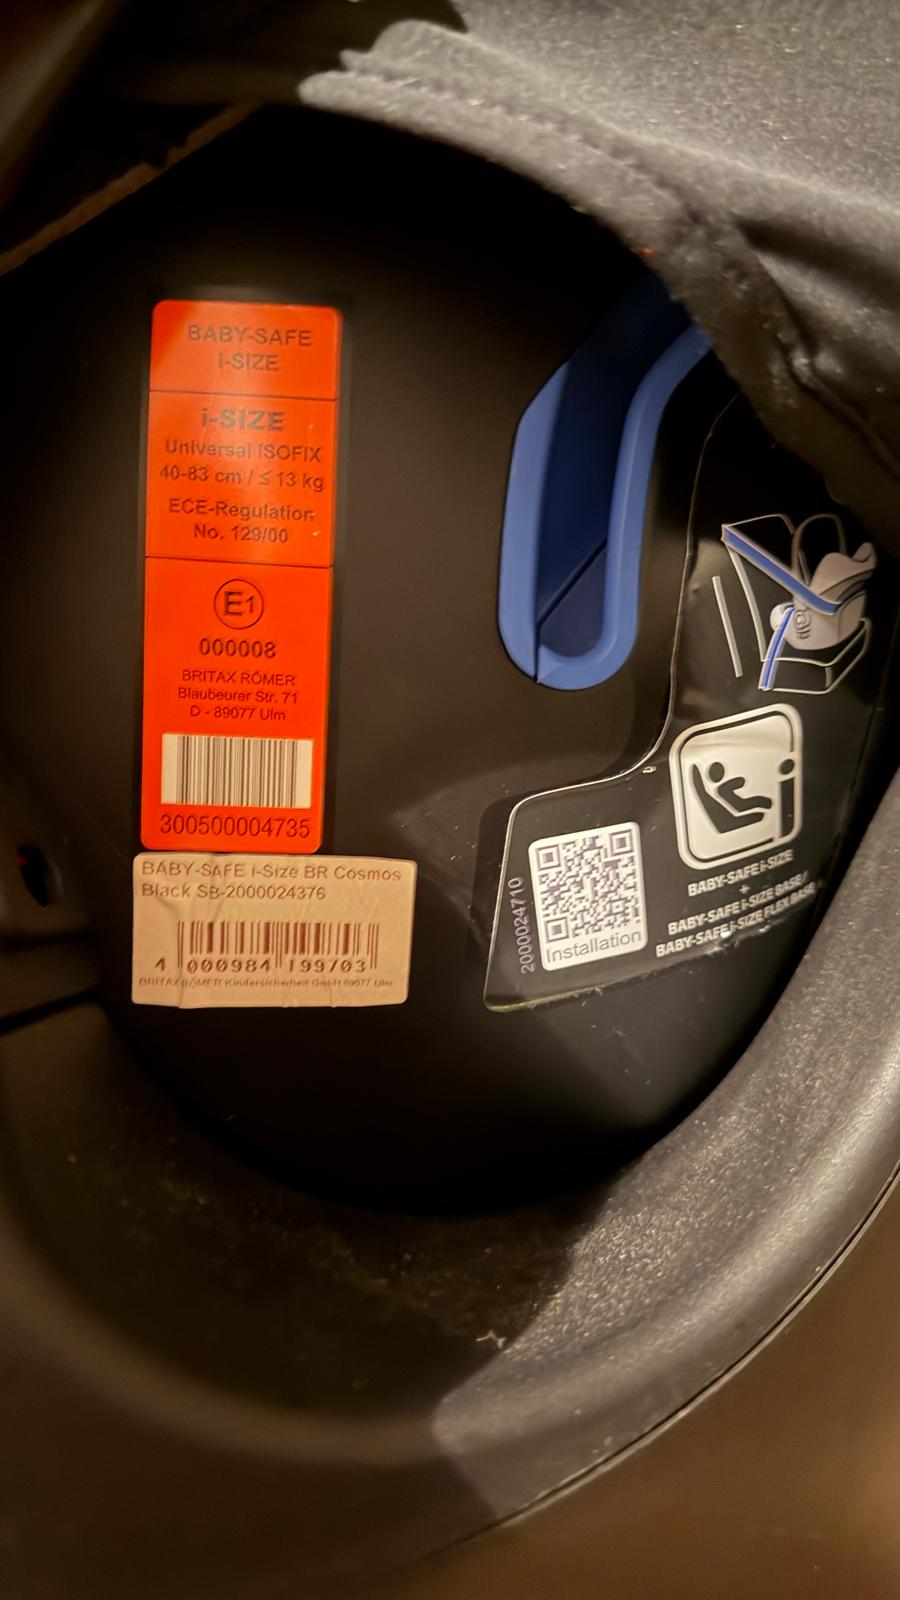 BABY-SAFE
i-SIZE
i-SIZE
Universal ISOFIX
40-83 cm / ≤ 13 kg
ECE-Regulation
No. 129/00
E1
000008
BRITAX RÖMER
Blaubeurer Str. 71
D - 89077 Ulm
300500004735
BABY-SAFE i-Size BR Cosmos
Black SB-2000024376
4 000984 199703
BRITAX RÖMER Kindersicherheit GmbH 89077 Ulm
2000024710
Installation
BABY-SAFE i-SIZE
+
BABY-SAFE i-SIZE BASE /
BABY-SAFE i-SIZE FLEX BASE